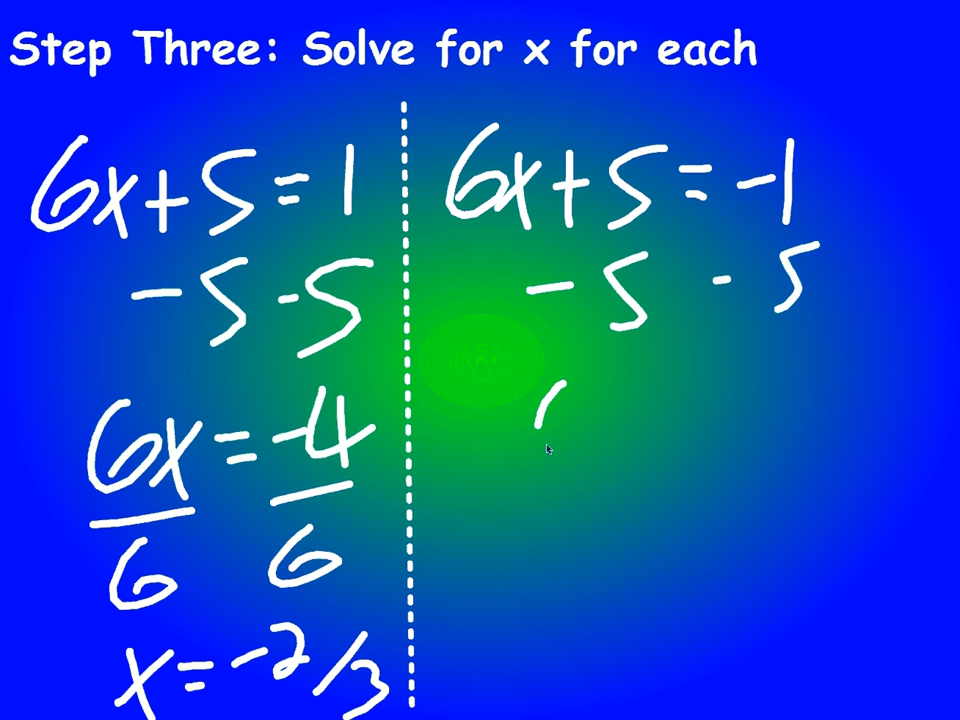 Step Three: Solve for x for each
6x+5=1
-5 -5
6x=-4
6 6
x=-2/3
6x+5=-1
-5 -5